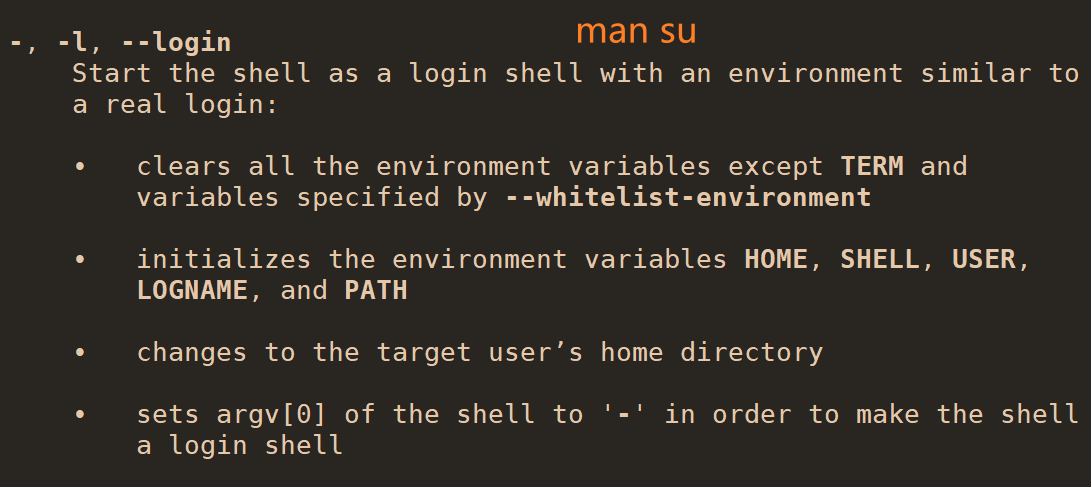 man su
-, -l, --login
Start the shell as a login shell with an environment similar to
a real login:
• clears all the environment variables except TERM and
variables specified by --whitelist-environment
• initializes the environment variables HOME, SHELL, USER,
LOGNAME, and PATH
• changes to the target user’s home directory
• sets argv[0] of the shell to '-' in order to make the shell
a login shell